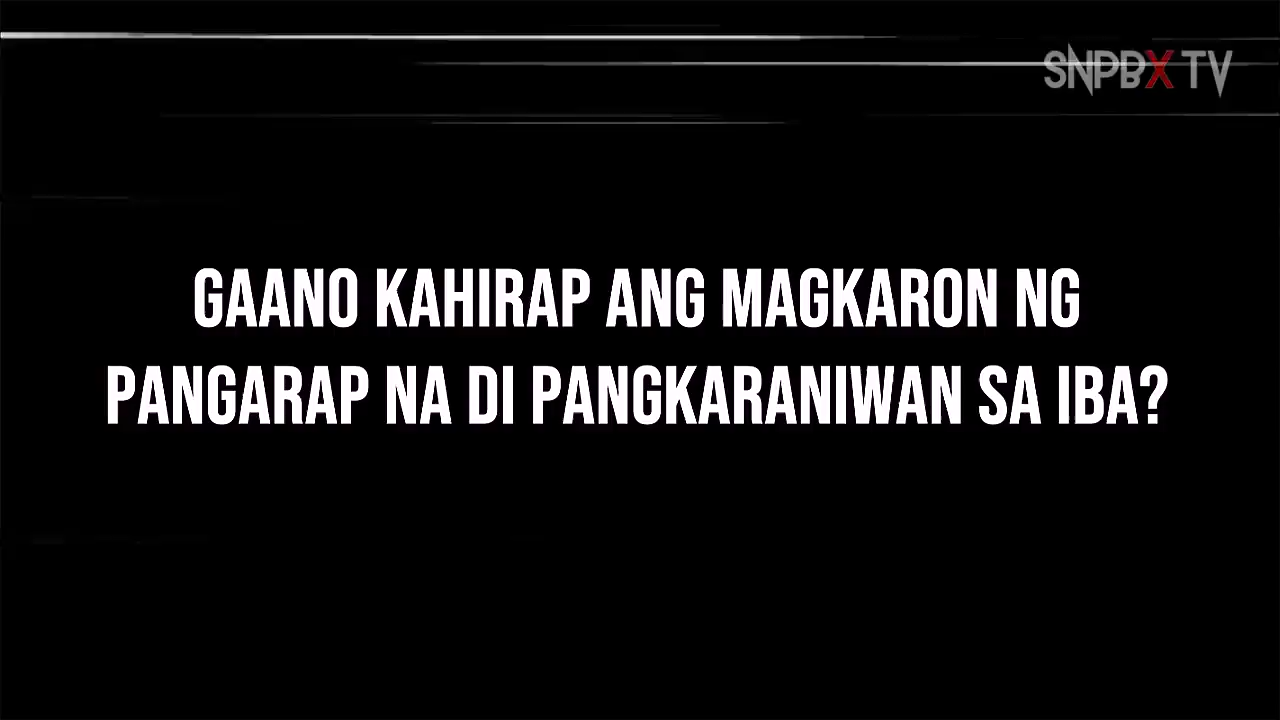 SNPBX TV
GAANO KAHIRAP ANG MAGKARON NG
PANGARAP NA DI PANGKARANIWAN SA IBA?